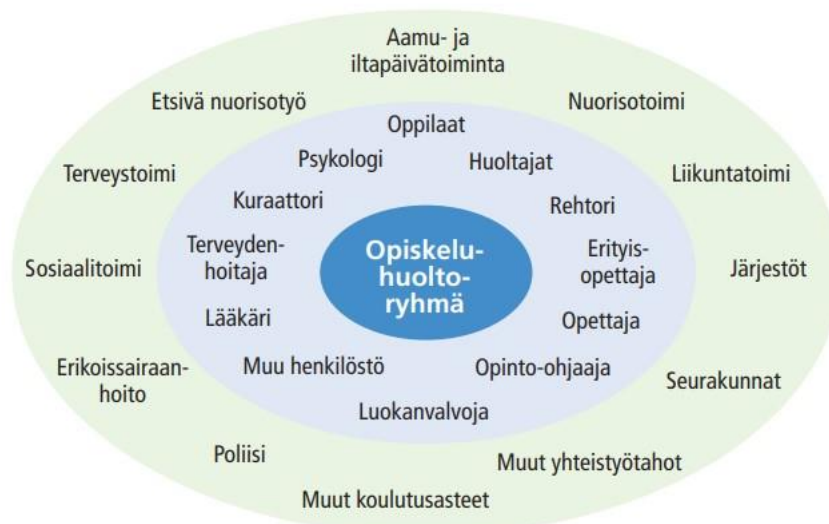 Aamu- ja
iltapäivätoiminta
Etsivä nuorisotyö
Nuorisotoimi
Oppilaat
Psykologi
Huoltajat
Terveystoimi
Liikuntatoimi
Kuraattori
Rehtori
Opiskelu-
huolto-
ryhmä
Terveyden-
hoitaja
Erityis-
opettaja
Sosiaalitoimi
Järjestöt
Lääkäri
Opettaja
Erikoissairaan-
hoito
Muu henkilöstö
Opinto-ohjaaja
Seurakunnat
Luokanvalvoja
Poliisi
Muut yhteistyötahot
Muut koulutusasteet